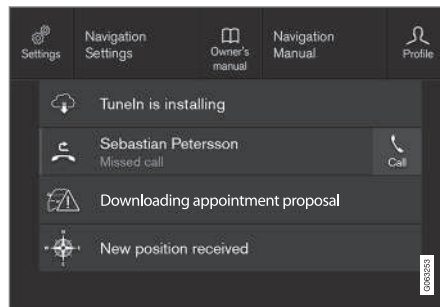 Settings
Navigation
Settings
Owner's
manual
Navigation
Manual
Profile
TuneIn is installing
Sebastian Petersson
Missed call
Call
Downloading appointment proposal
New position received
G063253